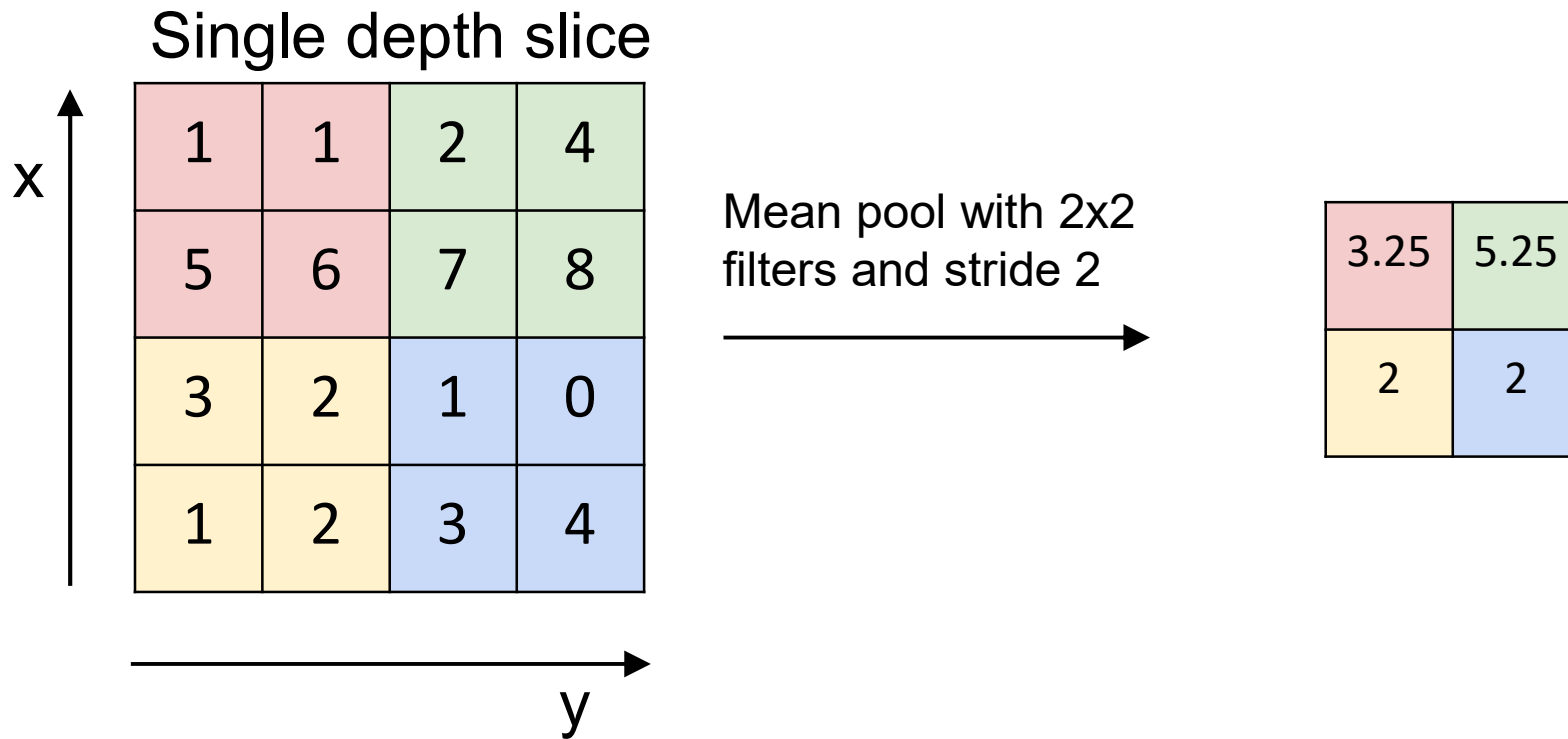 Single depth slice
x
1 1 2 4
5 6 7 8
3 2 1 0
1 2 3 4
y
Mean pool with 2x2
filters and stride 2
3.25 5.25
2 2